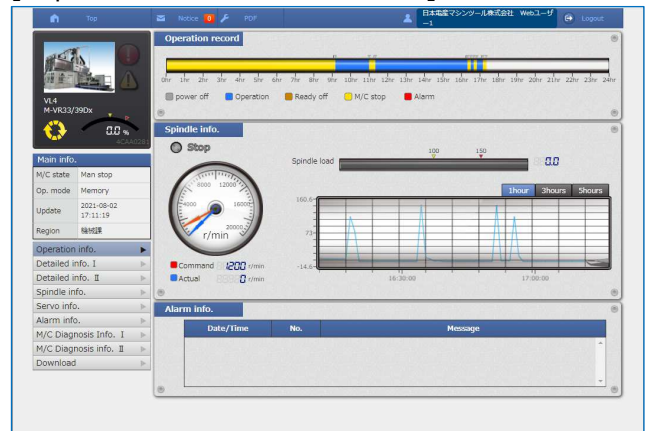 Top
Notice 0
PDF
日本電産マシンツール株式会社 Webユーザ
ー1
Logout
VL4
M-VR33/39Dx
0.0 %
Main info.
M/C state Man stop
Op. mode Memory
Update 2021-08-02
17:11:19
Region 機械課
Operation info.
Detailed info. I
Detailed info. II
Spindle info.
Servo info.
Alarm info.
M/C Diagnosis Info. I
M/C Diagnosis info. II
Download
Operation record
0hr 1hr 2hr 3hr 4hr 5hr 6hr 7hr 8hr 9hr 10hr 11hr 12hr 13hr 14hr 15hr 16hr 17hr 18hr 19hr 20hr 21hr 22hr 23hr 24hr
power off Operation Ready off M/C stop Alarm
Spindle info.
Stop
4000 8000 12000 16000 20000
r/min
Command 1200 r/min
Actual 0 r/min
Spindle load 100 150 0.0
1hour 3hours 5hours
160.6
73
-14.6
16:30:00 17:00:00
Alarm info.
Date/Time No. Message